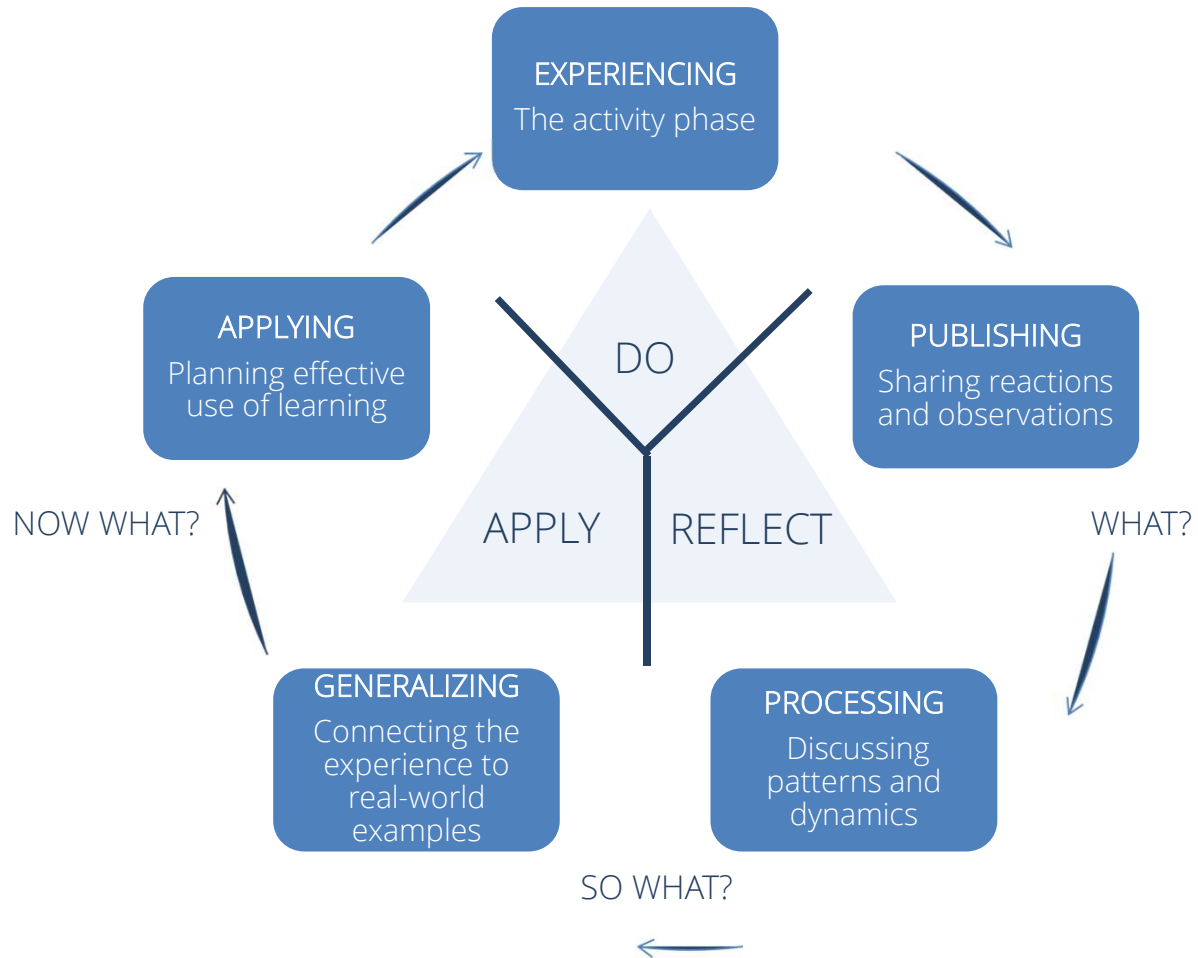 EXPERIENCING
The activity phase
PUBLISHING
Sharing reactions
and observations
WHAT?
PROCESSING
Discussing
patterns and
dynamics
SO WHAT?
GENERALIZING
Connecting the
experience to
real-world
examples
NOW WHAT?
APPLYING
Planning effective
use of learning
DO
REFLECT
APPLY